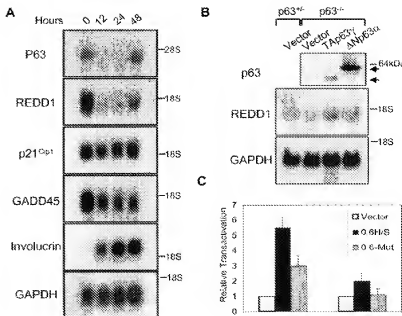 A
Hours 0 12 24 48
P63 -28S
REDD1 -18S
p21Cip1 -18S
GADD45 -18S
Involucrin -18S
GAPDH -18S
B
p63+/- p63-/-
Vector Vector TAp63γ ΔNp63α
p63 -64kDa
REDD1 -18S
GAPDH -18S
C
Relative Transactivation
7
6
5
4
3
2
1
0
Vector
0.6H/S
0.6-Mut